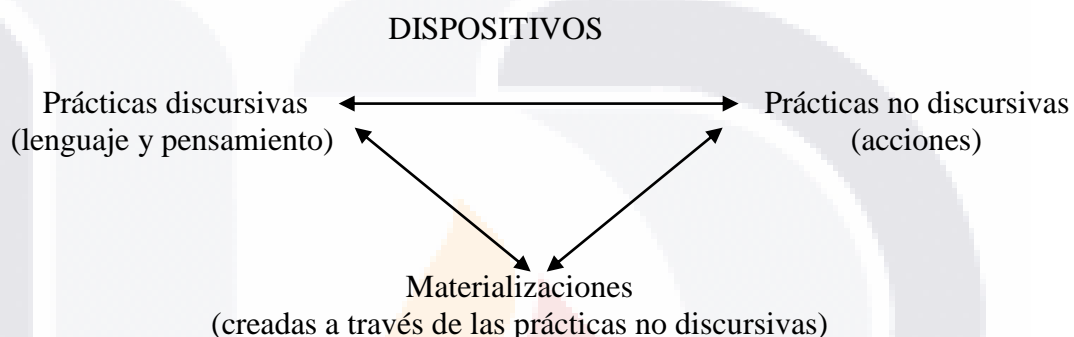 DISPOSITIVOS
Prácticas discursivas
(lenguaje y pensamiento)
Prácticas no discursivas
(acciones)
Materializaciones
(creadas a través de las prácticas no discursivas)